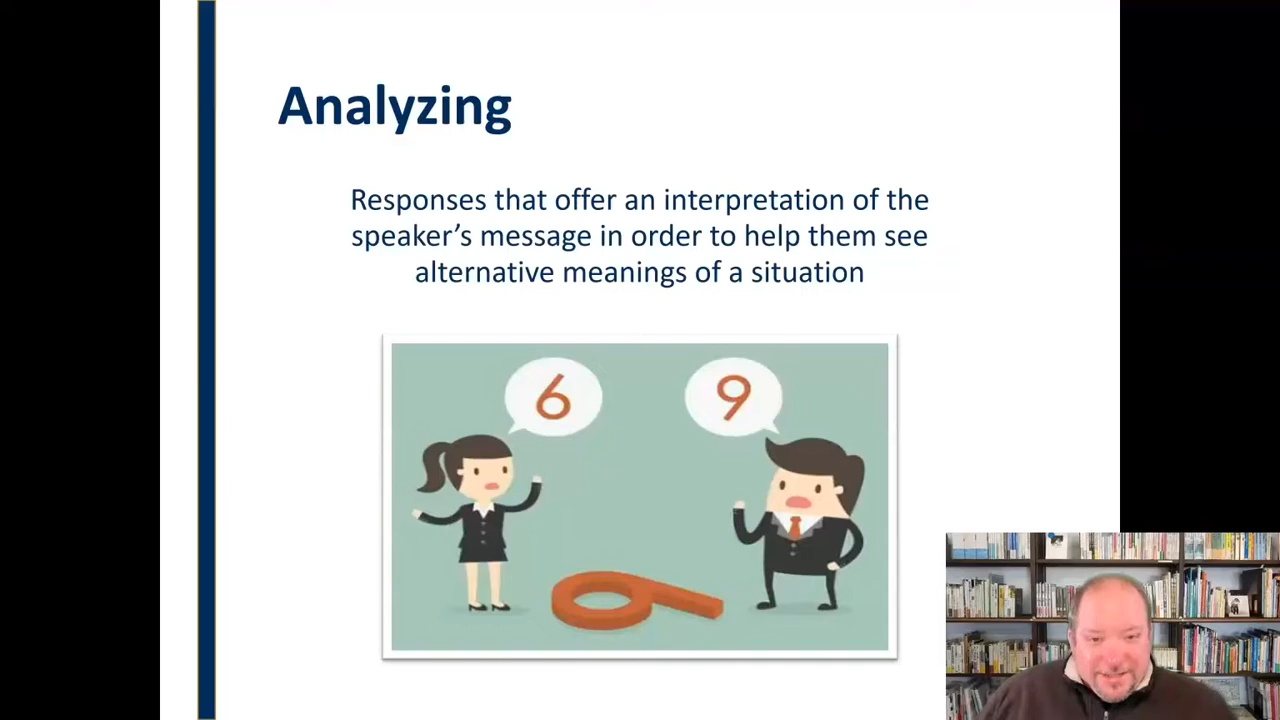 Analyzing
Responses that offer an interpretation of the
speaker’s message in order to help them see
alternative meanings of a situation
6
9